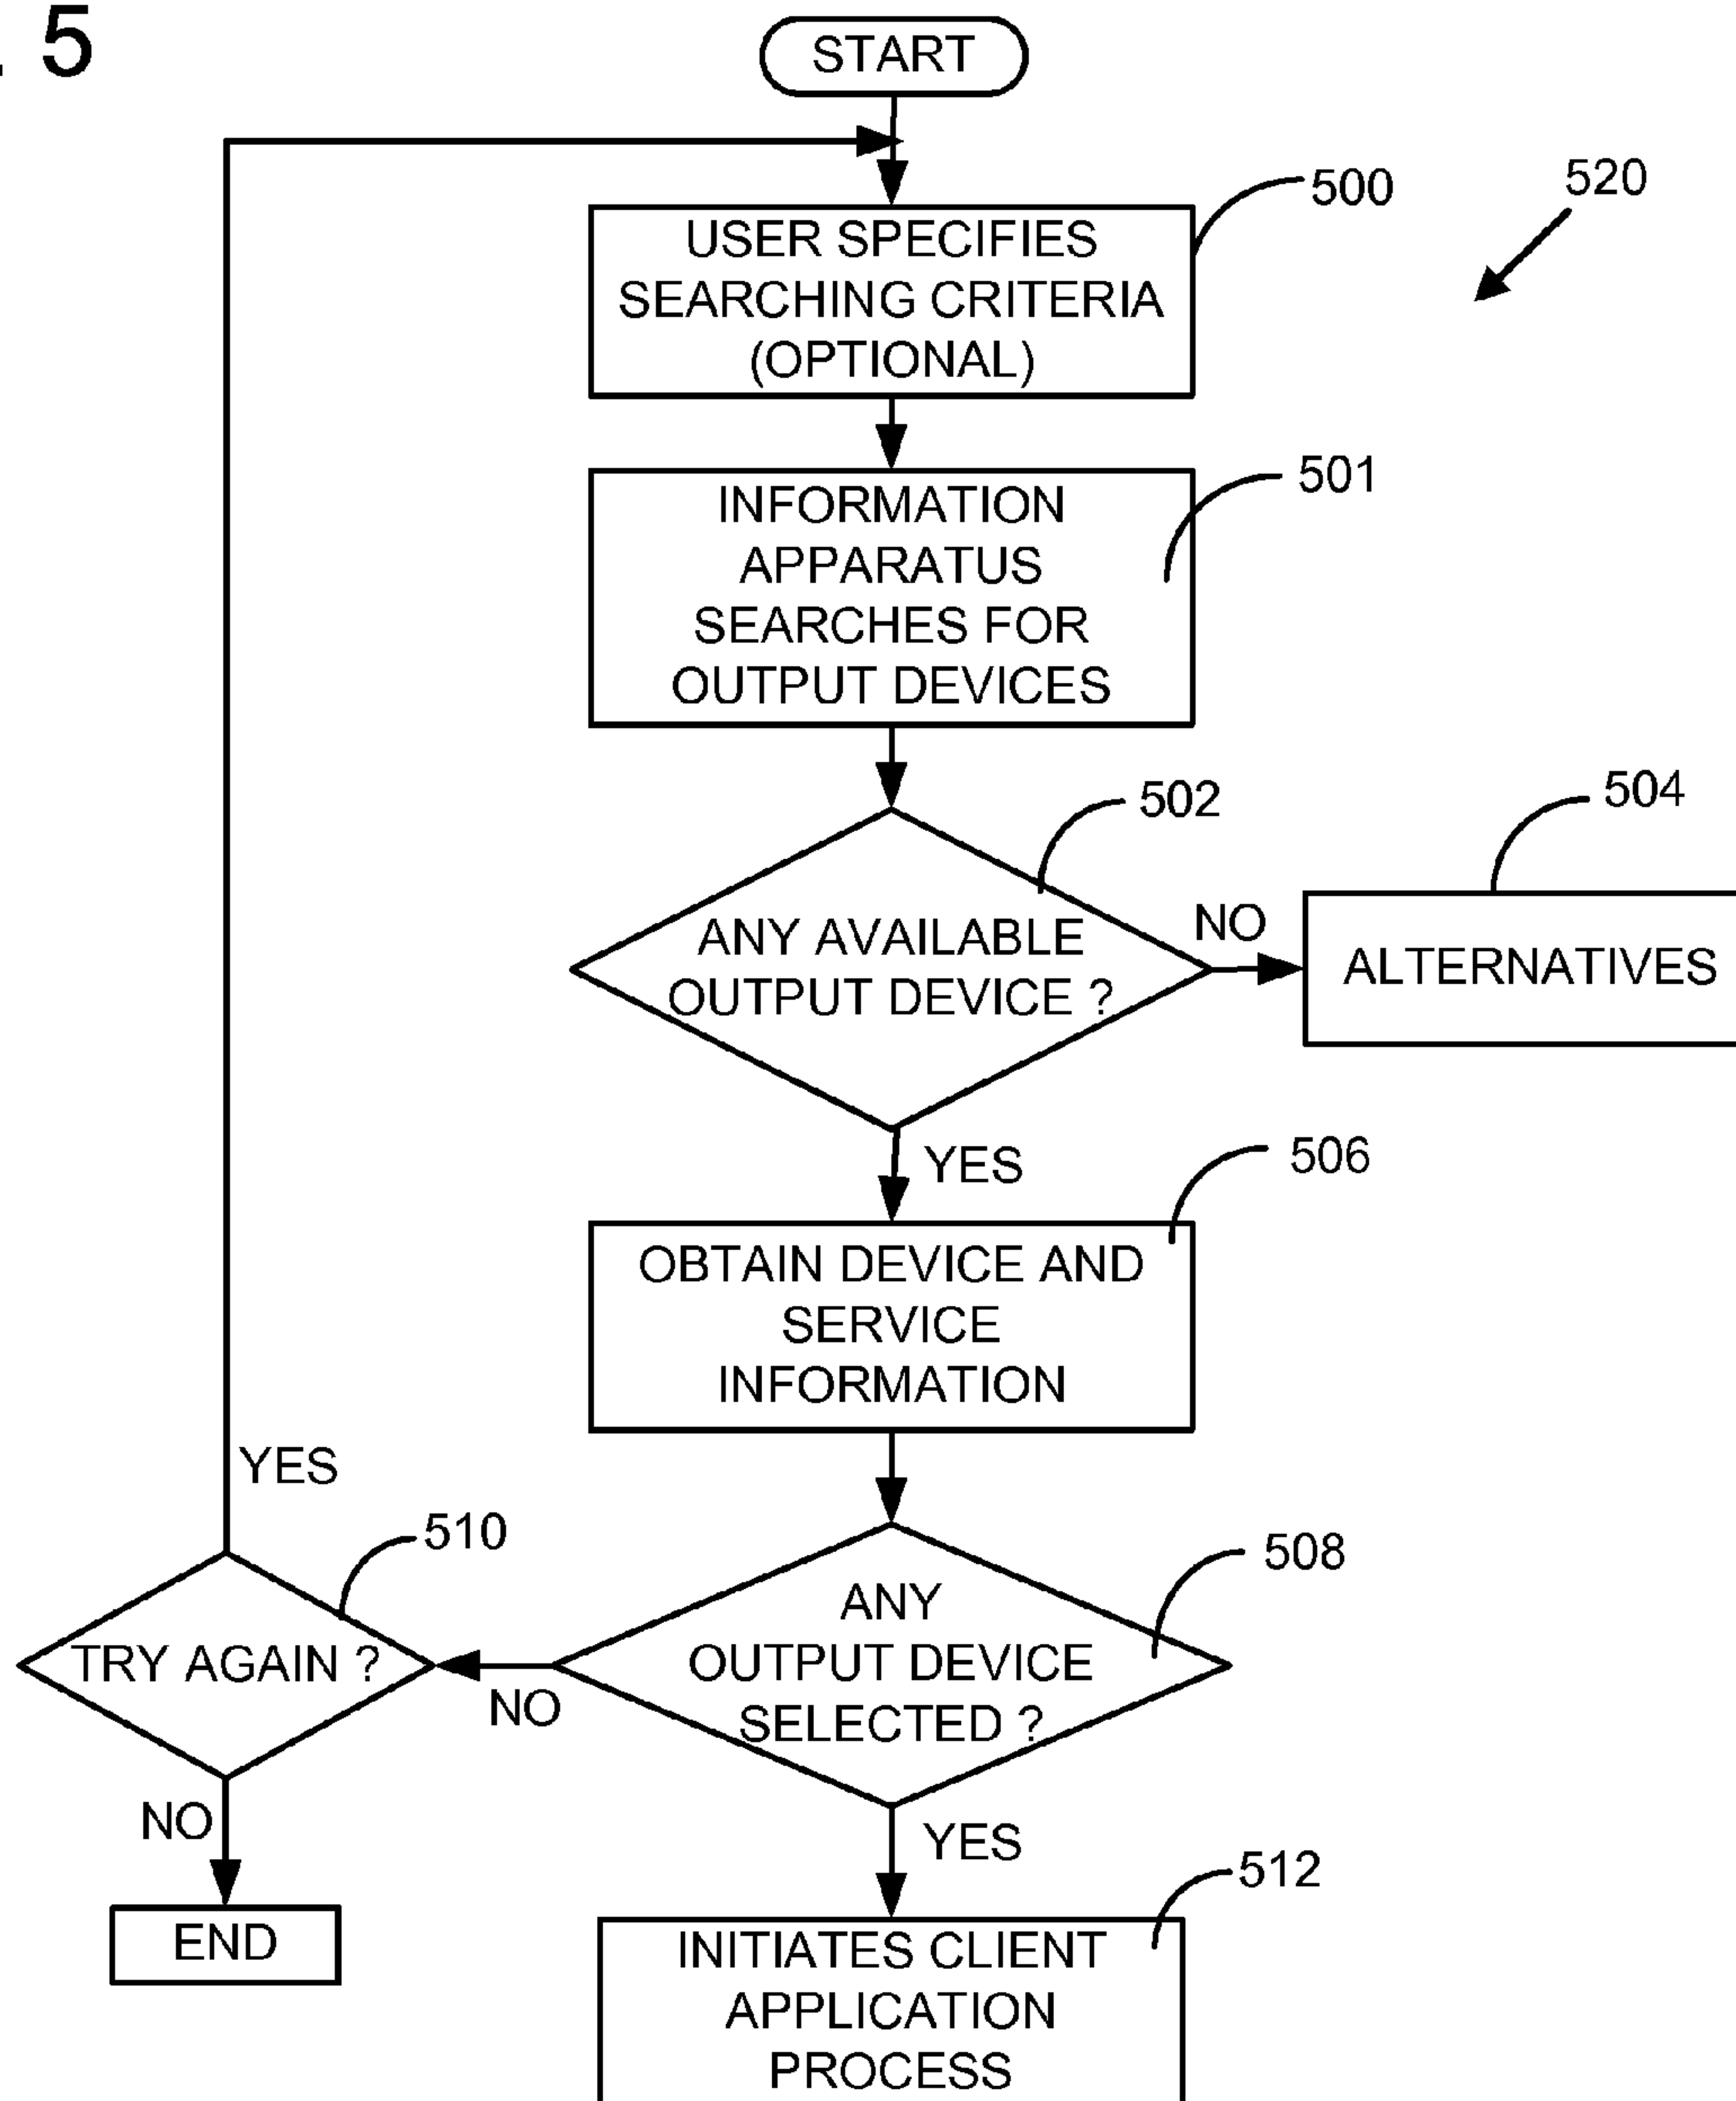 . 5
START
500
520
USER SPECIFIES
SEARCHING CRITERIA
(OPTIONAL)
501
INFORMATION
APPARATUS
SEARCHES FOR
OUTPUT DEVICES
502
504
ANY AVAILABLE
OUTPUT DEVICE ?
NO
ALTERNATIVES
YES
506
OBTAIN DEVICE AND
SERVICE
INFORMATION
YES
510
508
TRY AGAIN ?
NO
ANY
OUTPUT DEVICE
SELECTED ?
NO
YES
512
END
INITIATES CLIENT
APPLICATION
PROCESS